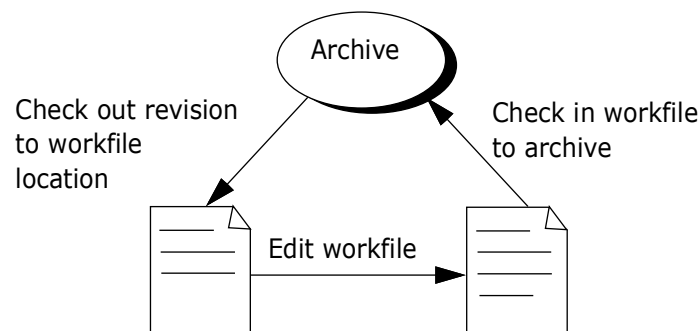 Archive
Check out revision
to workfile
location
Check in workfile
to archive
Edit workfile